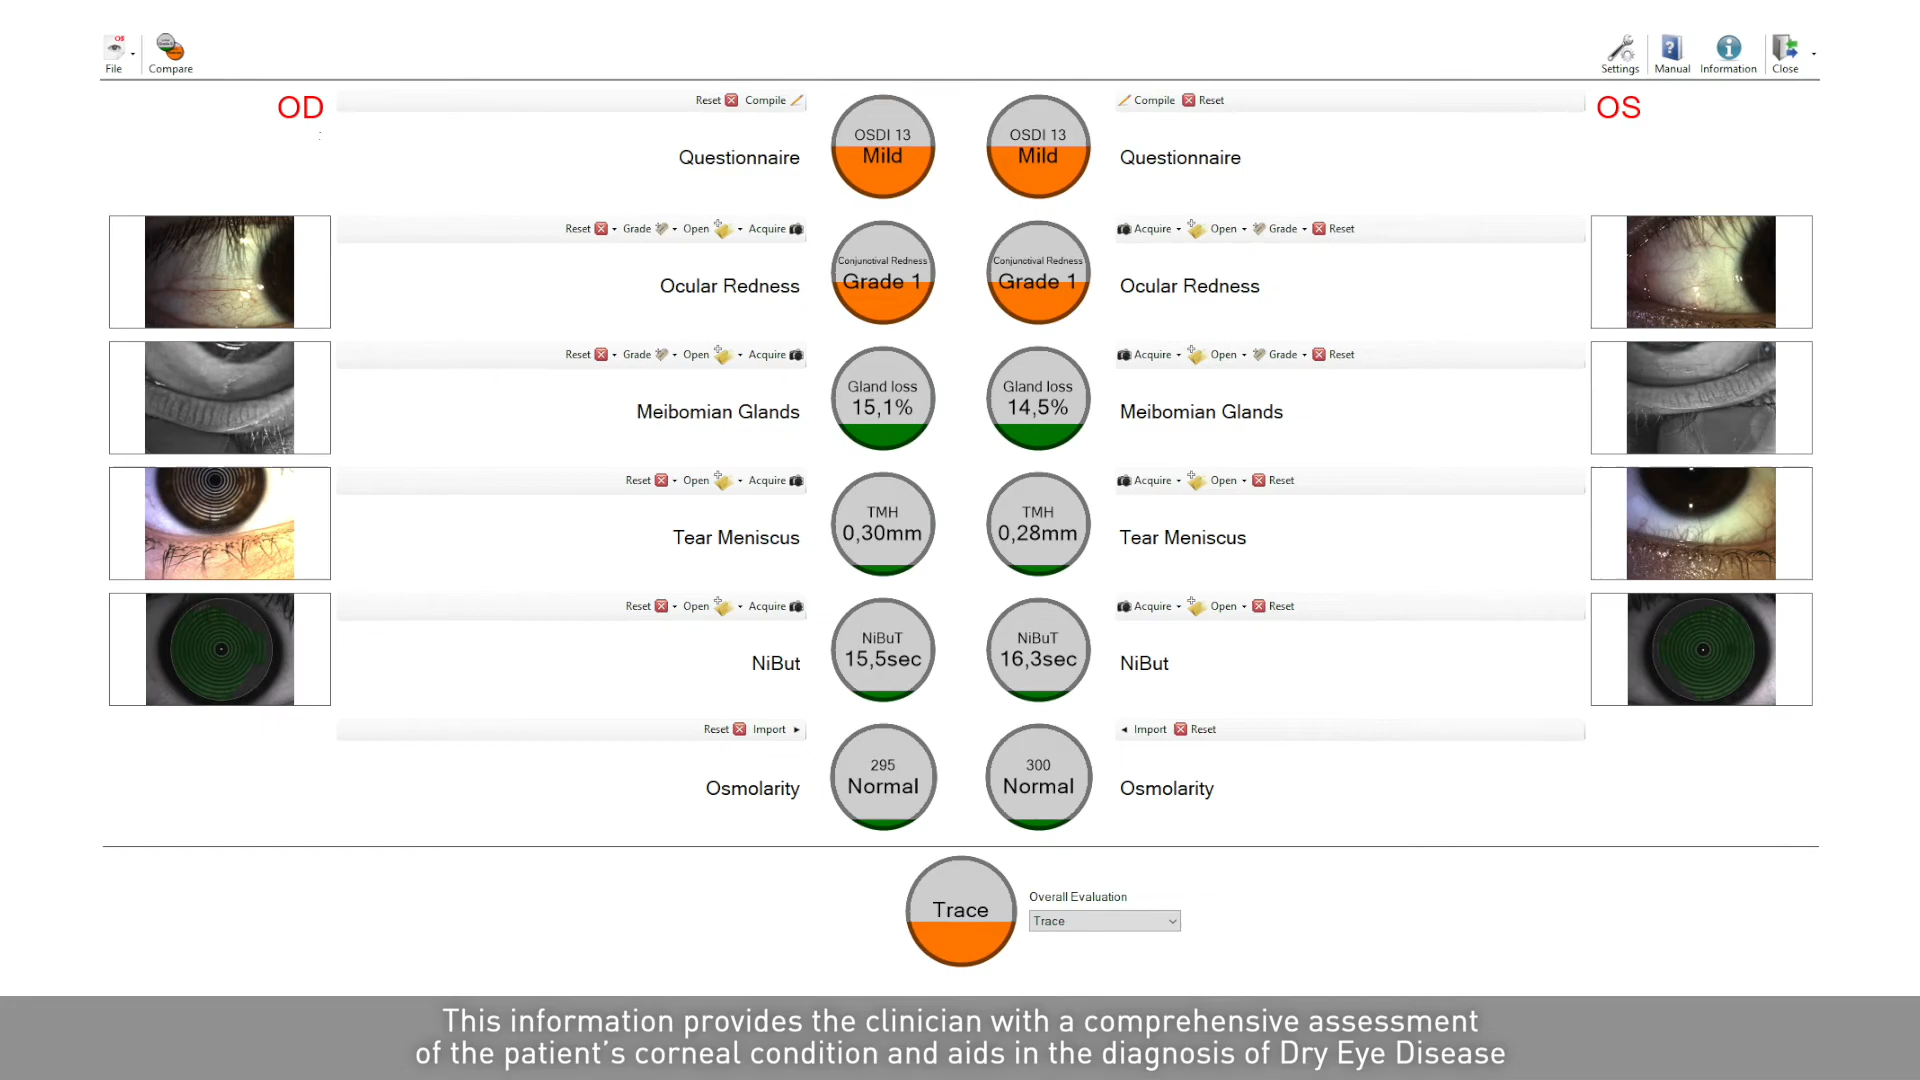 OS
File
Compare
Settings
Manual
Information
Close
OD
:
Reset Compile
OSDI 13
Mild
Questionnaire
OSDI 13
Mild
Compile Reset
Questionnaire
OS
Reset Grade Open Acquire
Ocular Redness
Conjunctival Redness
Grade 1
Conjunctival Redness
Grade 1
Acquire Open Grade Reset
Ocular Redness
Reset Grade Open Acquire
Meibomian Glands
Gland loss
15,1%
Gland loss
14,5%
Acquire Open Grade Reset
Meibomian Glands
Reset Open Acquire
Tear Meniscus
TMH
0,30mm
TMH
0,28mm
Acquire Open Reset
Tear Meniscus
Reset Open Acquire
NiBut
NiBuT
15,5sec
NiBuT
16,3sec
Acquire Open Reset
NiBut
Reset Import
Osmolarity
295
Normal
300
Normal
Import Reset
Osmolarity
Trace
Overall Evaluation
Trace
This information provides the clinician with a comprehensive assessment
of the patient's corneal condition and aids in the diagnosis of Dry Eye Disease